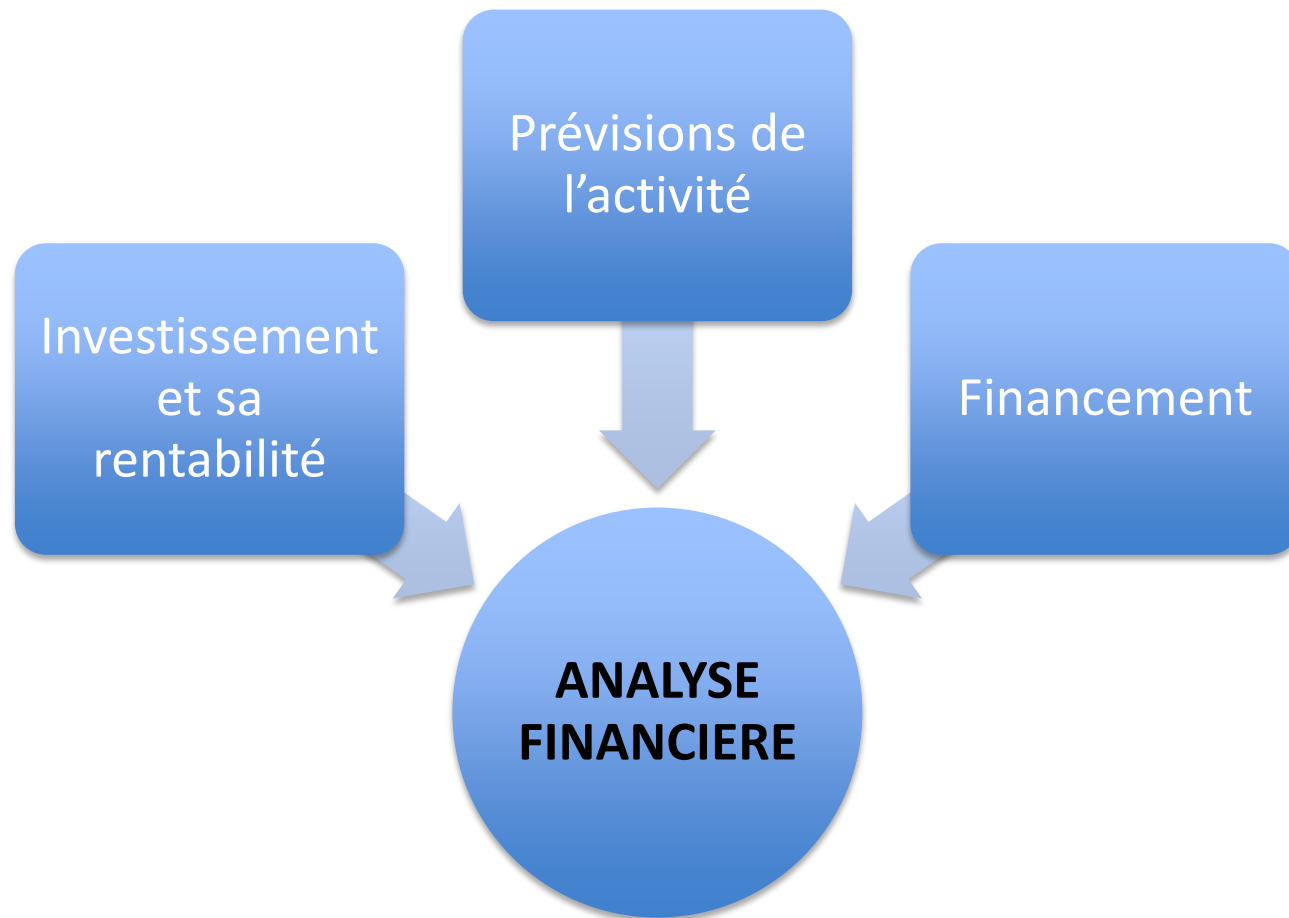 Prévisions de
l’activité
Investissement
et sa
rentabilité
Financement
ANALYSE
FINANCIERE